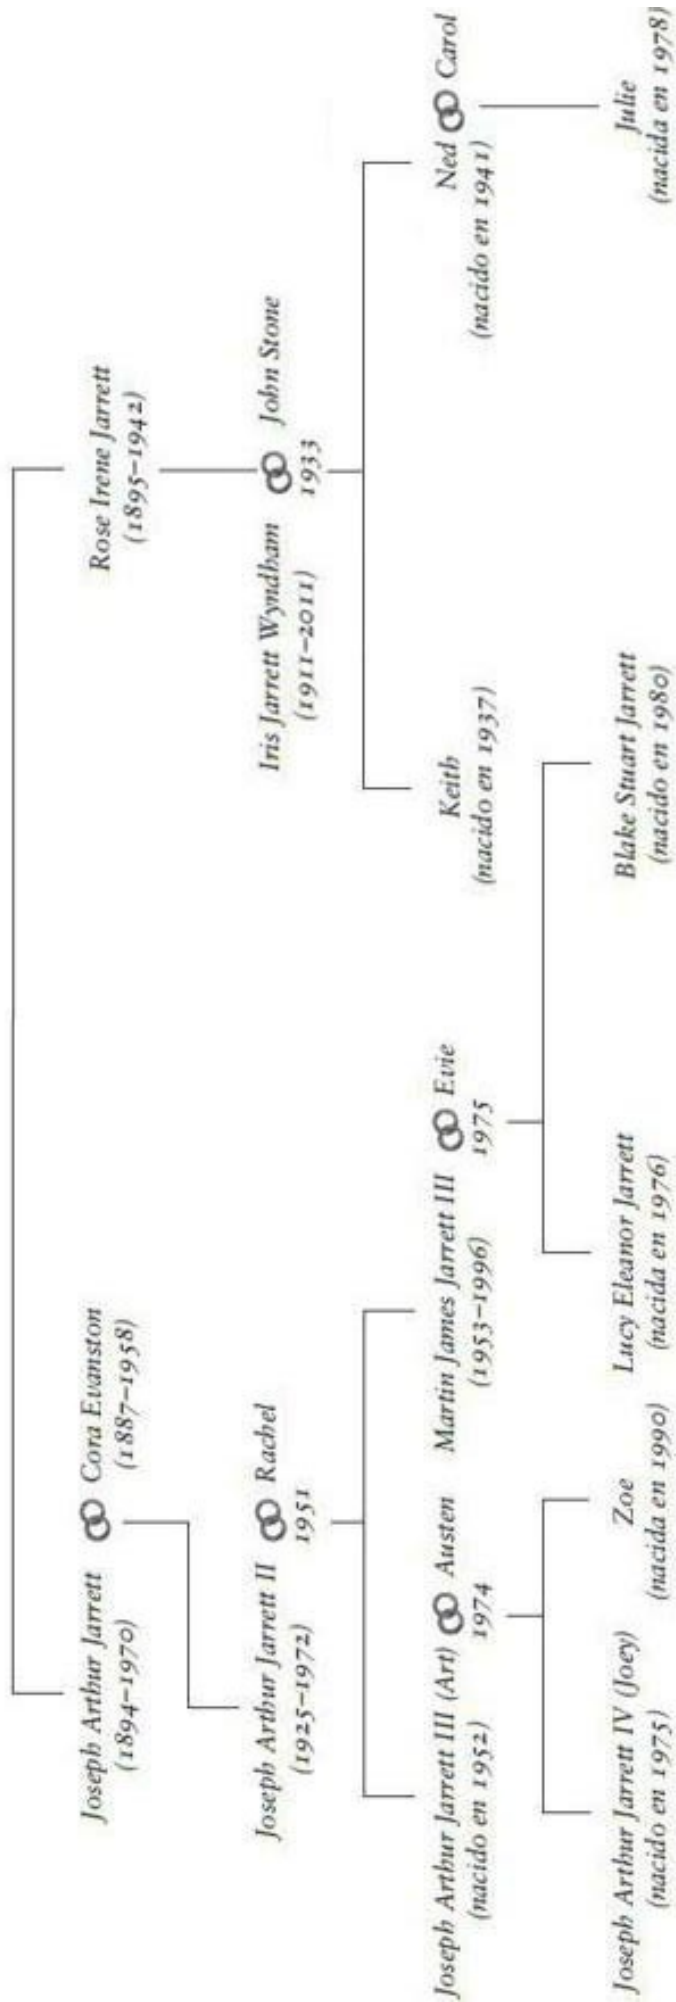 Joseph Arthur Jarrett
(1894–1970)
Cora Evanston
(1887–1958)
Rose Irene Jarrett
(1895–1942)
Joseph Arthur Jarrett II
(1925–1972)
Rachel
1951
Iris Jarrett Wyndham
(1911–2011)
John Stone
1933
Joseph Arthur Jarrett III (Art)
(nacido en 1952)
Austen
1974
Martin James Jarrett III
(1953–1996)
Evie
1975
Keith
(nacido en 1937)
Ned
(nacido en 1941)
Carol
Joseph Arthur Jarrett IV (Joey)
(nacido en 1975)
Zoe
(nacida en 1990)
Lucy Eleanor Jarrett
(nacida en 1976)
Blake Stuart Jarrett
(nacido en 1980)
Julie
(nacida en 1978)